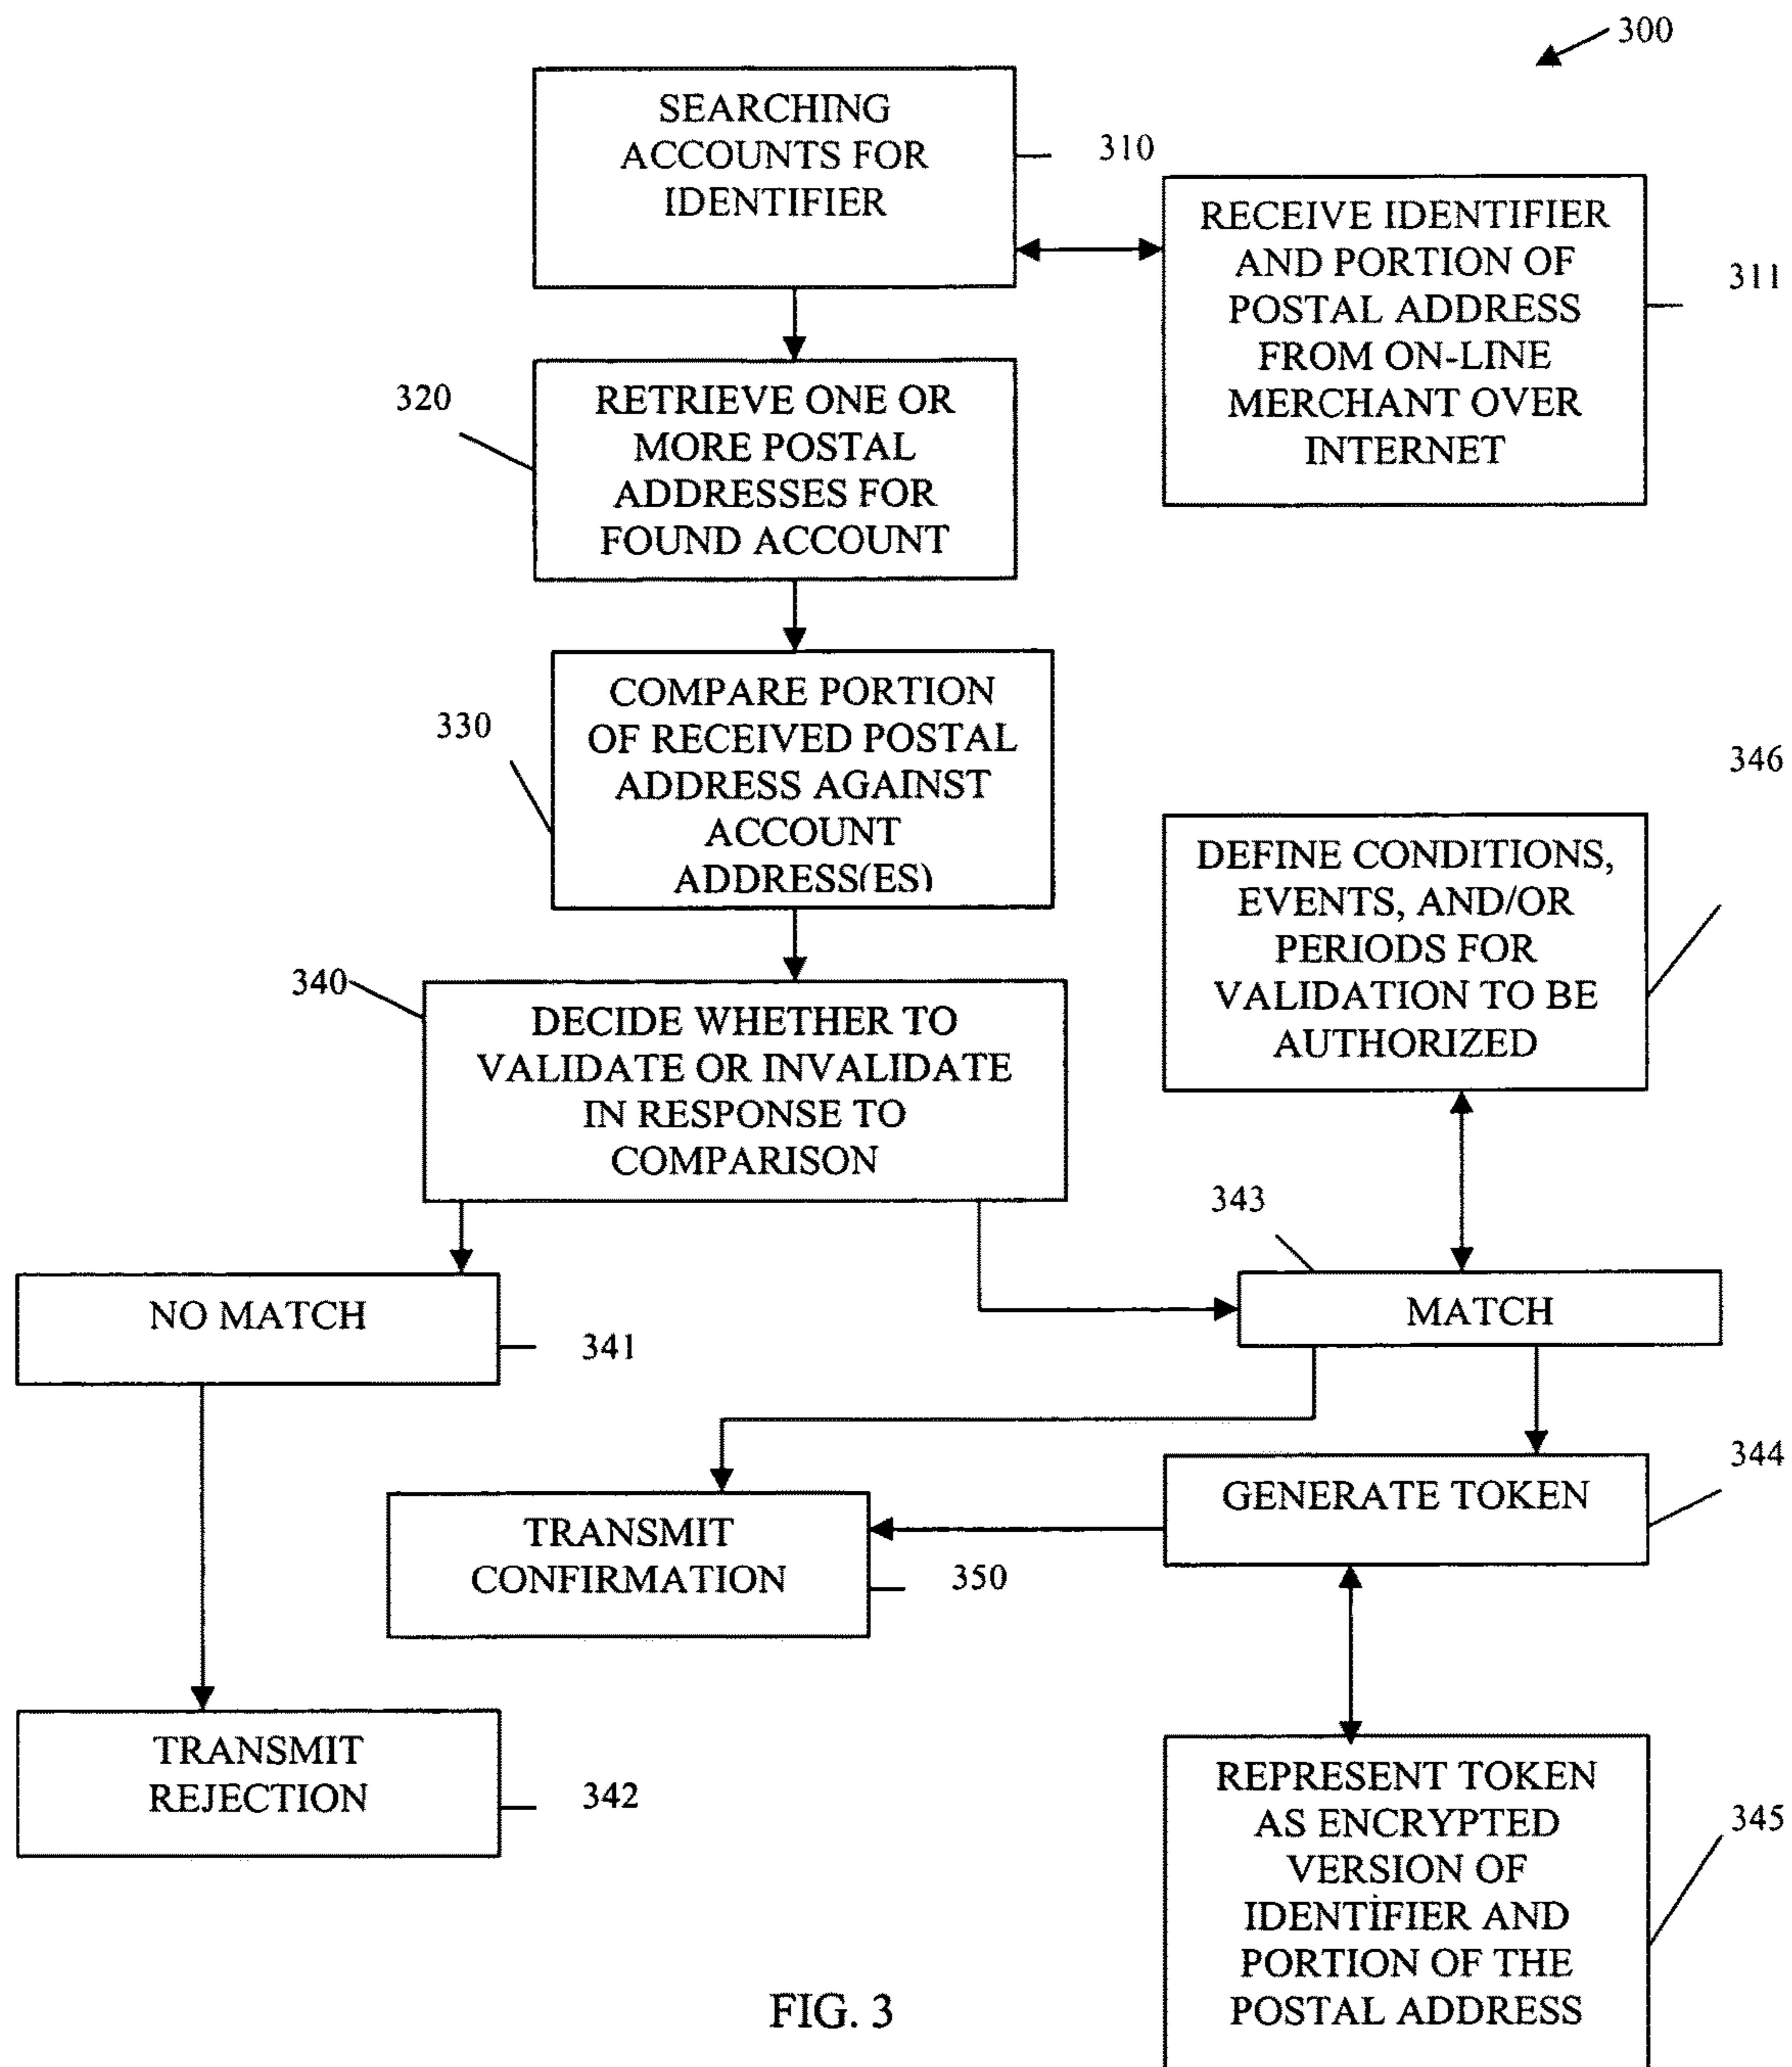 300
SEARCHING
ACCOUNTS FOR
IDENTIFIER
310
RECEIVE IDENTIFIER
AND PORTION OF
POSTAL ADDRESS
FROM ON-LINE
MERCHANT OVER
INTERNET
311
320
RETRIEVE ONE OR
MORE POSTAL
ADDRESSES FOR
FOUND ACCOUNT
330
COMPARE PORTION
OF RECEIVED POSTAL
ADDRESS AGAINST
ACCOUNT
ADDRESS(ES)
346
DEFINE CONDITIONS,
EVENTS, AND/OR
PERIODS FOR
VALIDATION TO BE
AUTHORIZED
340
DECIDE WHETHER TO
VALIDATE OR INVALIDATE
IN RESPONSE TO
COMPARISON
343
MATCH
NO MATCH
341
344
GENERATE TOKEN
TRANSMIT
CONFIRMATION
350
TRANSMIT
REJECTION
342
REPRESENT TOKEN
AS ENCRYPTED
VERSION OF
IDENTIFIER AND
PORTION OF THE
POSTAL ADDRESS
345
FIG. 3